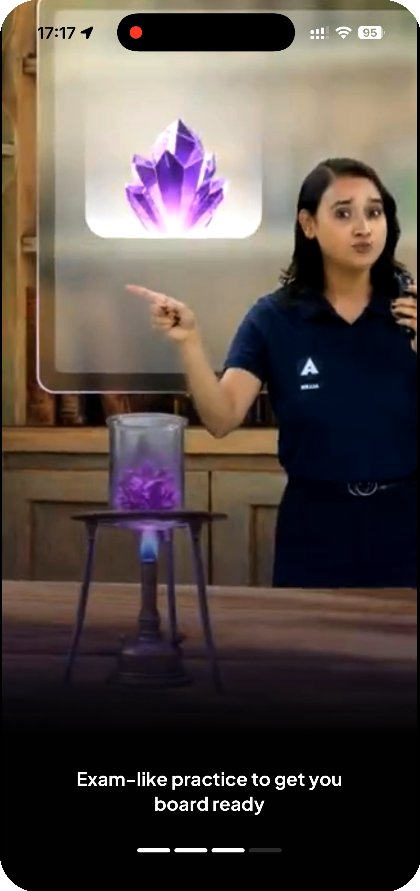 17:17
95
A
Exam-like practice to get you
board ready